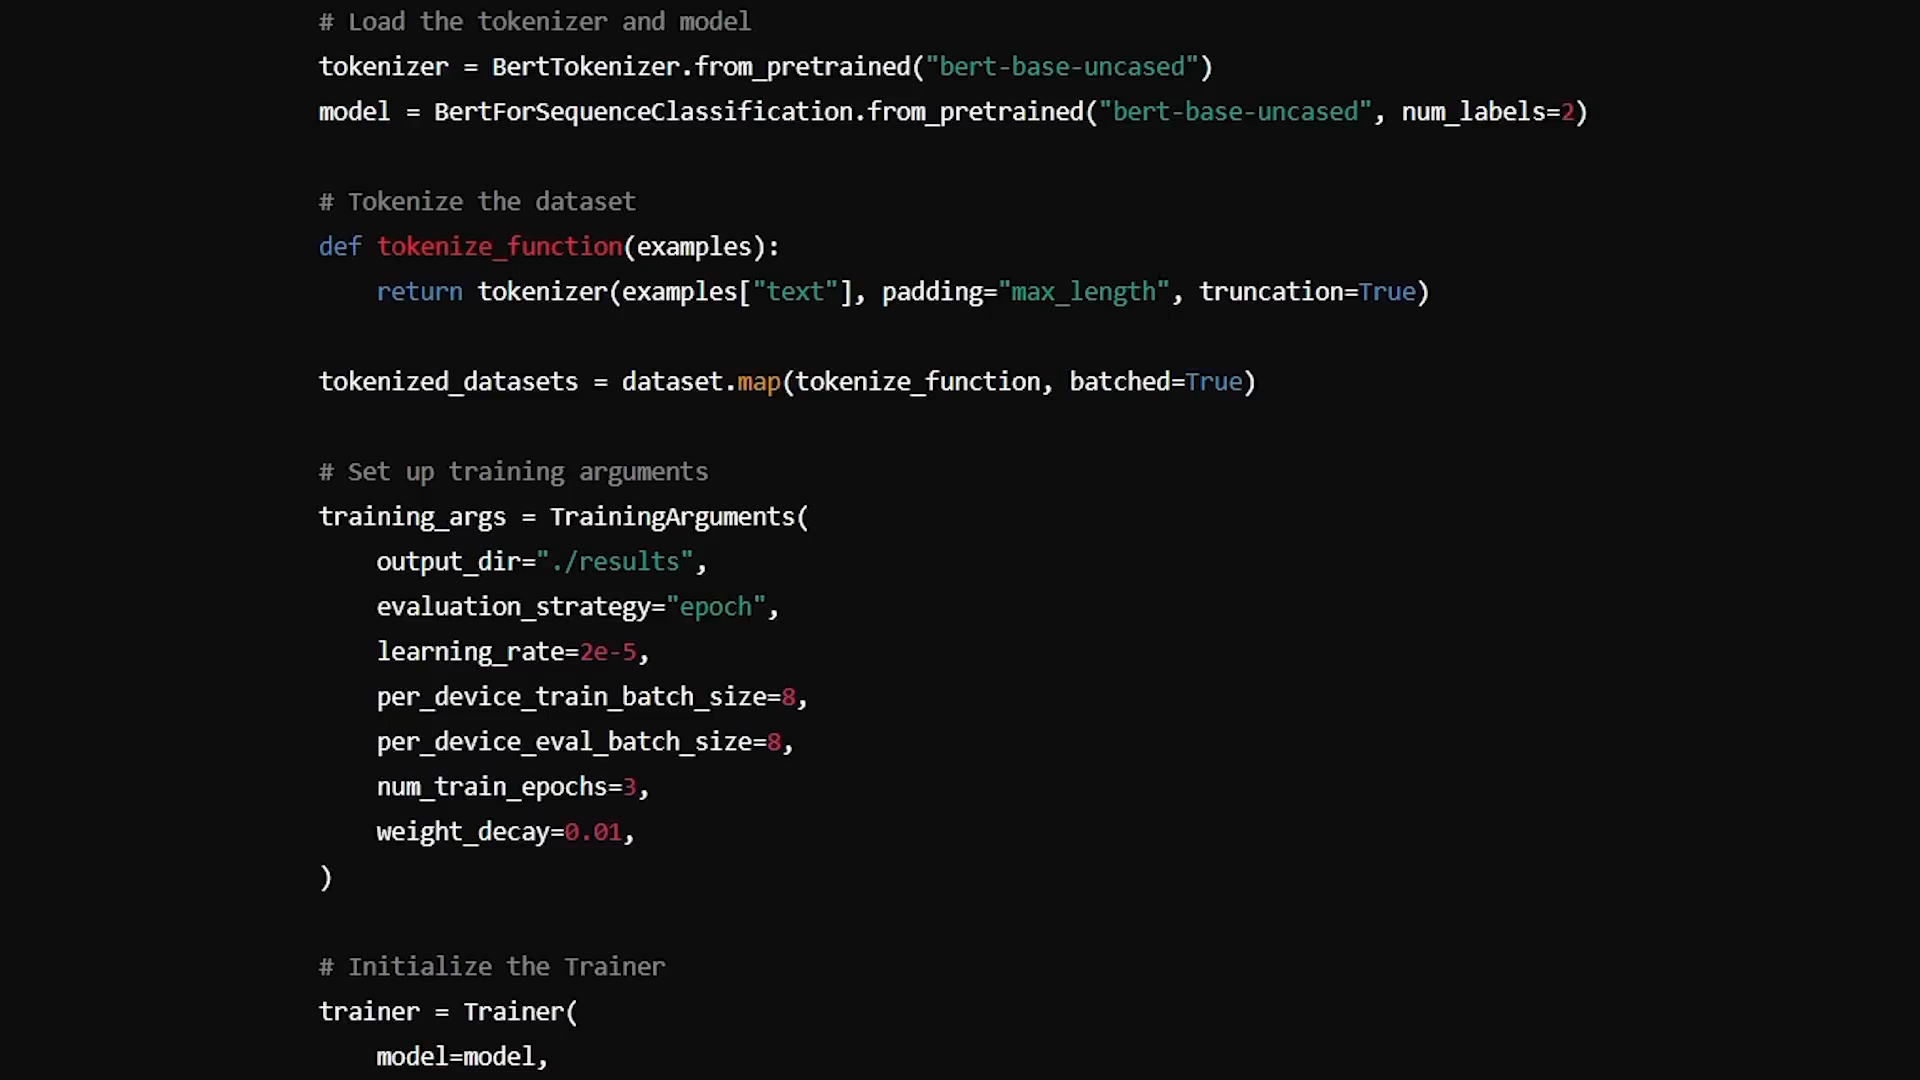 # Load the tokenizer and model
tokenizer = BertTokenizer.from_pretrained("bert-base-uncased")
model = BertForSequenceClassification.from_pretrained("bert-base-uncased", num_labels=2)
# Tokenize the dataset
def tokenize_function(examples):
    return tokenizer(examples["text"], padding="max_length", truncation=True)
tokenized_datasets = dataset.map(tokenize_function, batched=True)
# Set up training arguments
training_args = TrainingArguments(
    output_dir="./results",
    evaluation_strategy="epoch",
    learning_rate=2e-5,
    per_device_train_batch_size=8,
    per_device_eval_batch_size=8,
    num_train_epochs=3,
    weight_decay=0.01,
)
# Initialize the Trainer
trainer = Trainer(
    model=model,